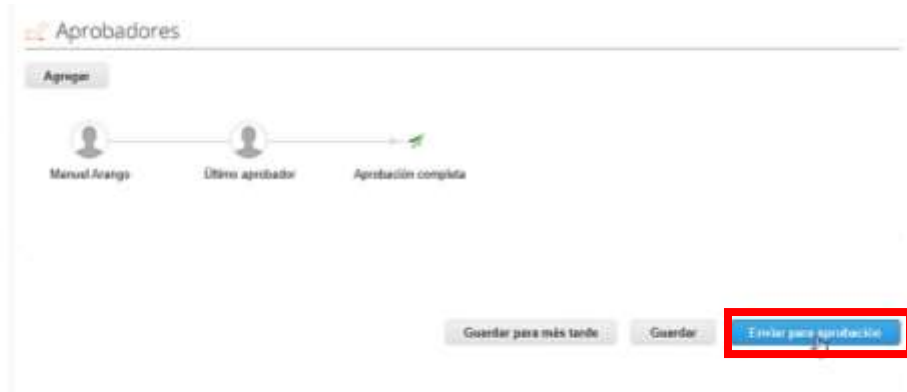 Aprobadores
Agregar
Manuel Arango Último aprobador Aprobación completa
Guardar para más tarde Guardar Enviar para aprobación